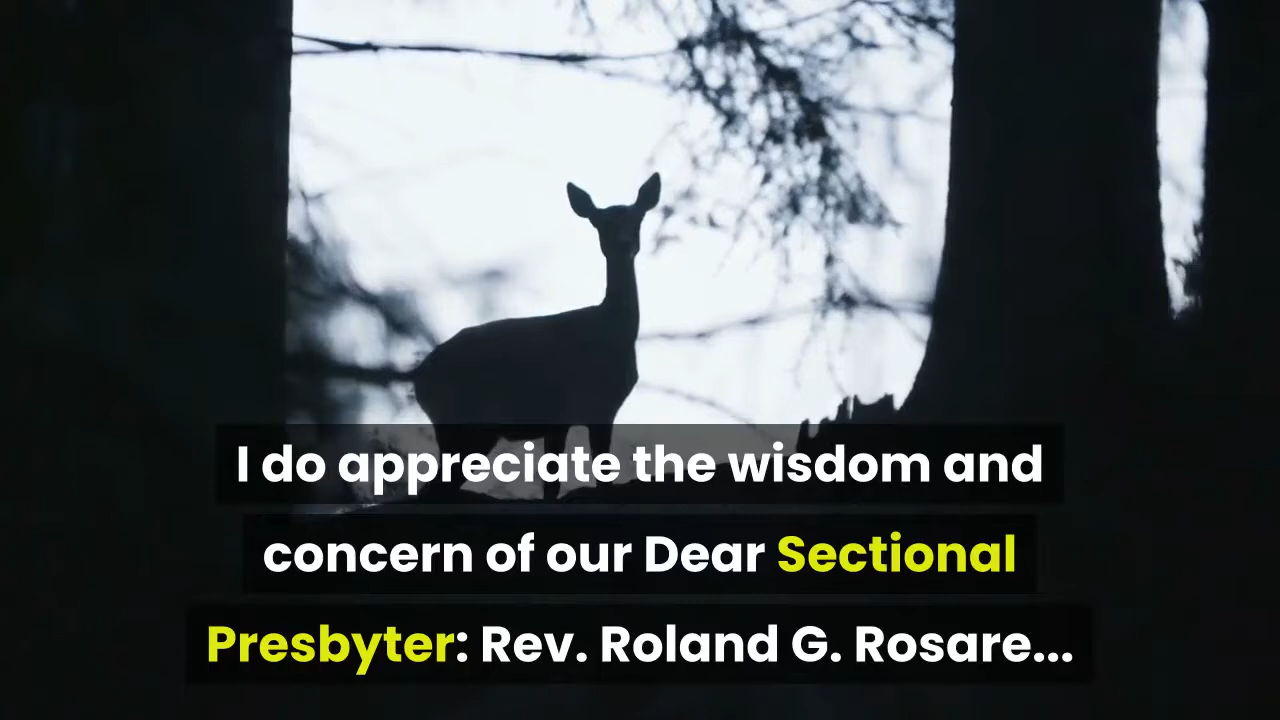 I do appreciate the wisdom and
concern of our Dear Sectional
Presbyter: Rev. Roland G. Rosare...